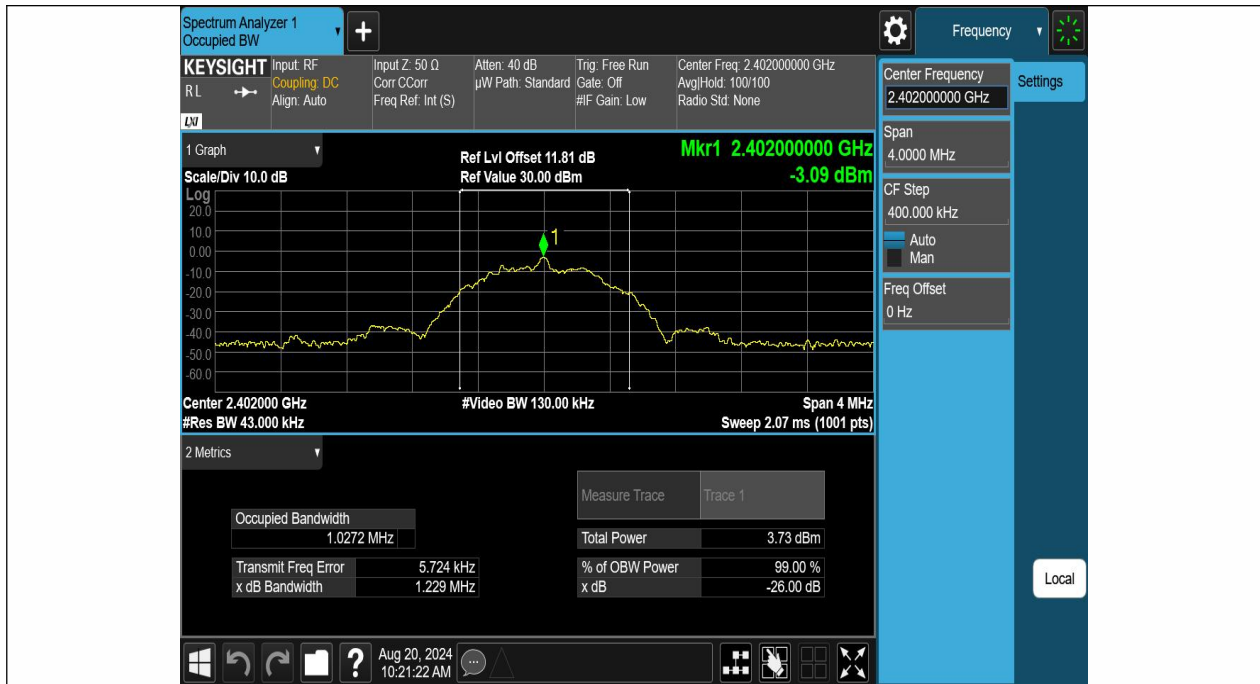 Spectrum Analyzer 1
Occupied BW
+
Frequency
KEYSIGHT
RL
LXI
Input: RF
Coupling: DC
Align: Auto
Input Z: 50 Ω
Corr CCorr
Freq Ref: Int (S)
Atten: 40 dB
µW Path: Standard
Trig: Free Run
Gate: Off
#IF Gain: Low
Center Freq: 2.402000000 GHz
Avg|Hold: 100/100
Radio Std: None
Center Frequency
2.402000000 GHz
Settings
Span
4.0000 MHz
CF Step
400.000 kHz
Auto
Man
Freq Offset
0 Hz
Local
1 Graph
Scale/Div 10.0 dB
Ref Lvl Offset 11.81 dB
Ref Value 30.00 dBm
Mkr1 2.402000000 GHz
-3.09 dBm
Log
20.0
10.0
0.00
-10.0
-20.0
-30.0
-40.0
-50.0
-60.0
1
Center 2.402000 GHz
#Res BW 43.000 kHz
#Video BW 130.00 kHz
Span 4 MHz
Sweep 2.07 ms (1001 pts)
2 Metrics
Measure Trace Trace 1
Occupied Bandwidth
1.0272 MHz
Total Power 3.73 dBm
Transmit Freq Error 5.724 kHz
% of OBW Power 99.00 %
x dB Bandwidth 1.229 MHz
x dB -26.00 dB
?
Aug 20, 2024
10:21:22 AM